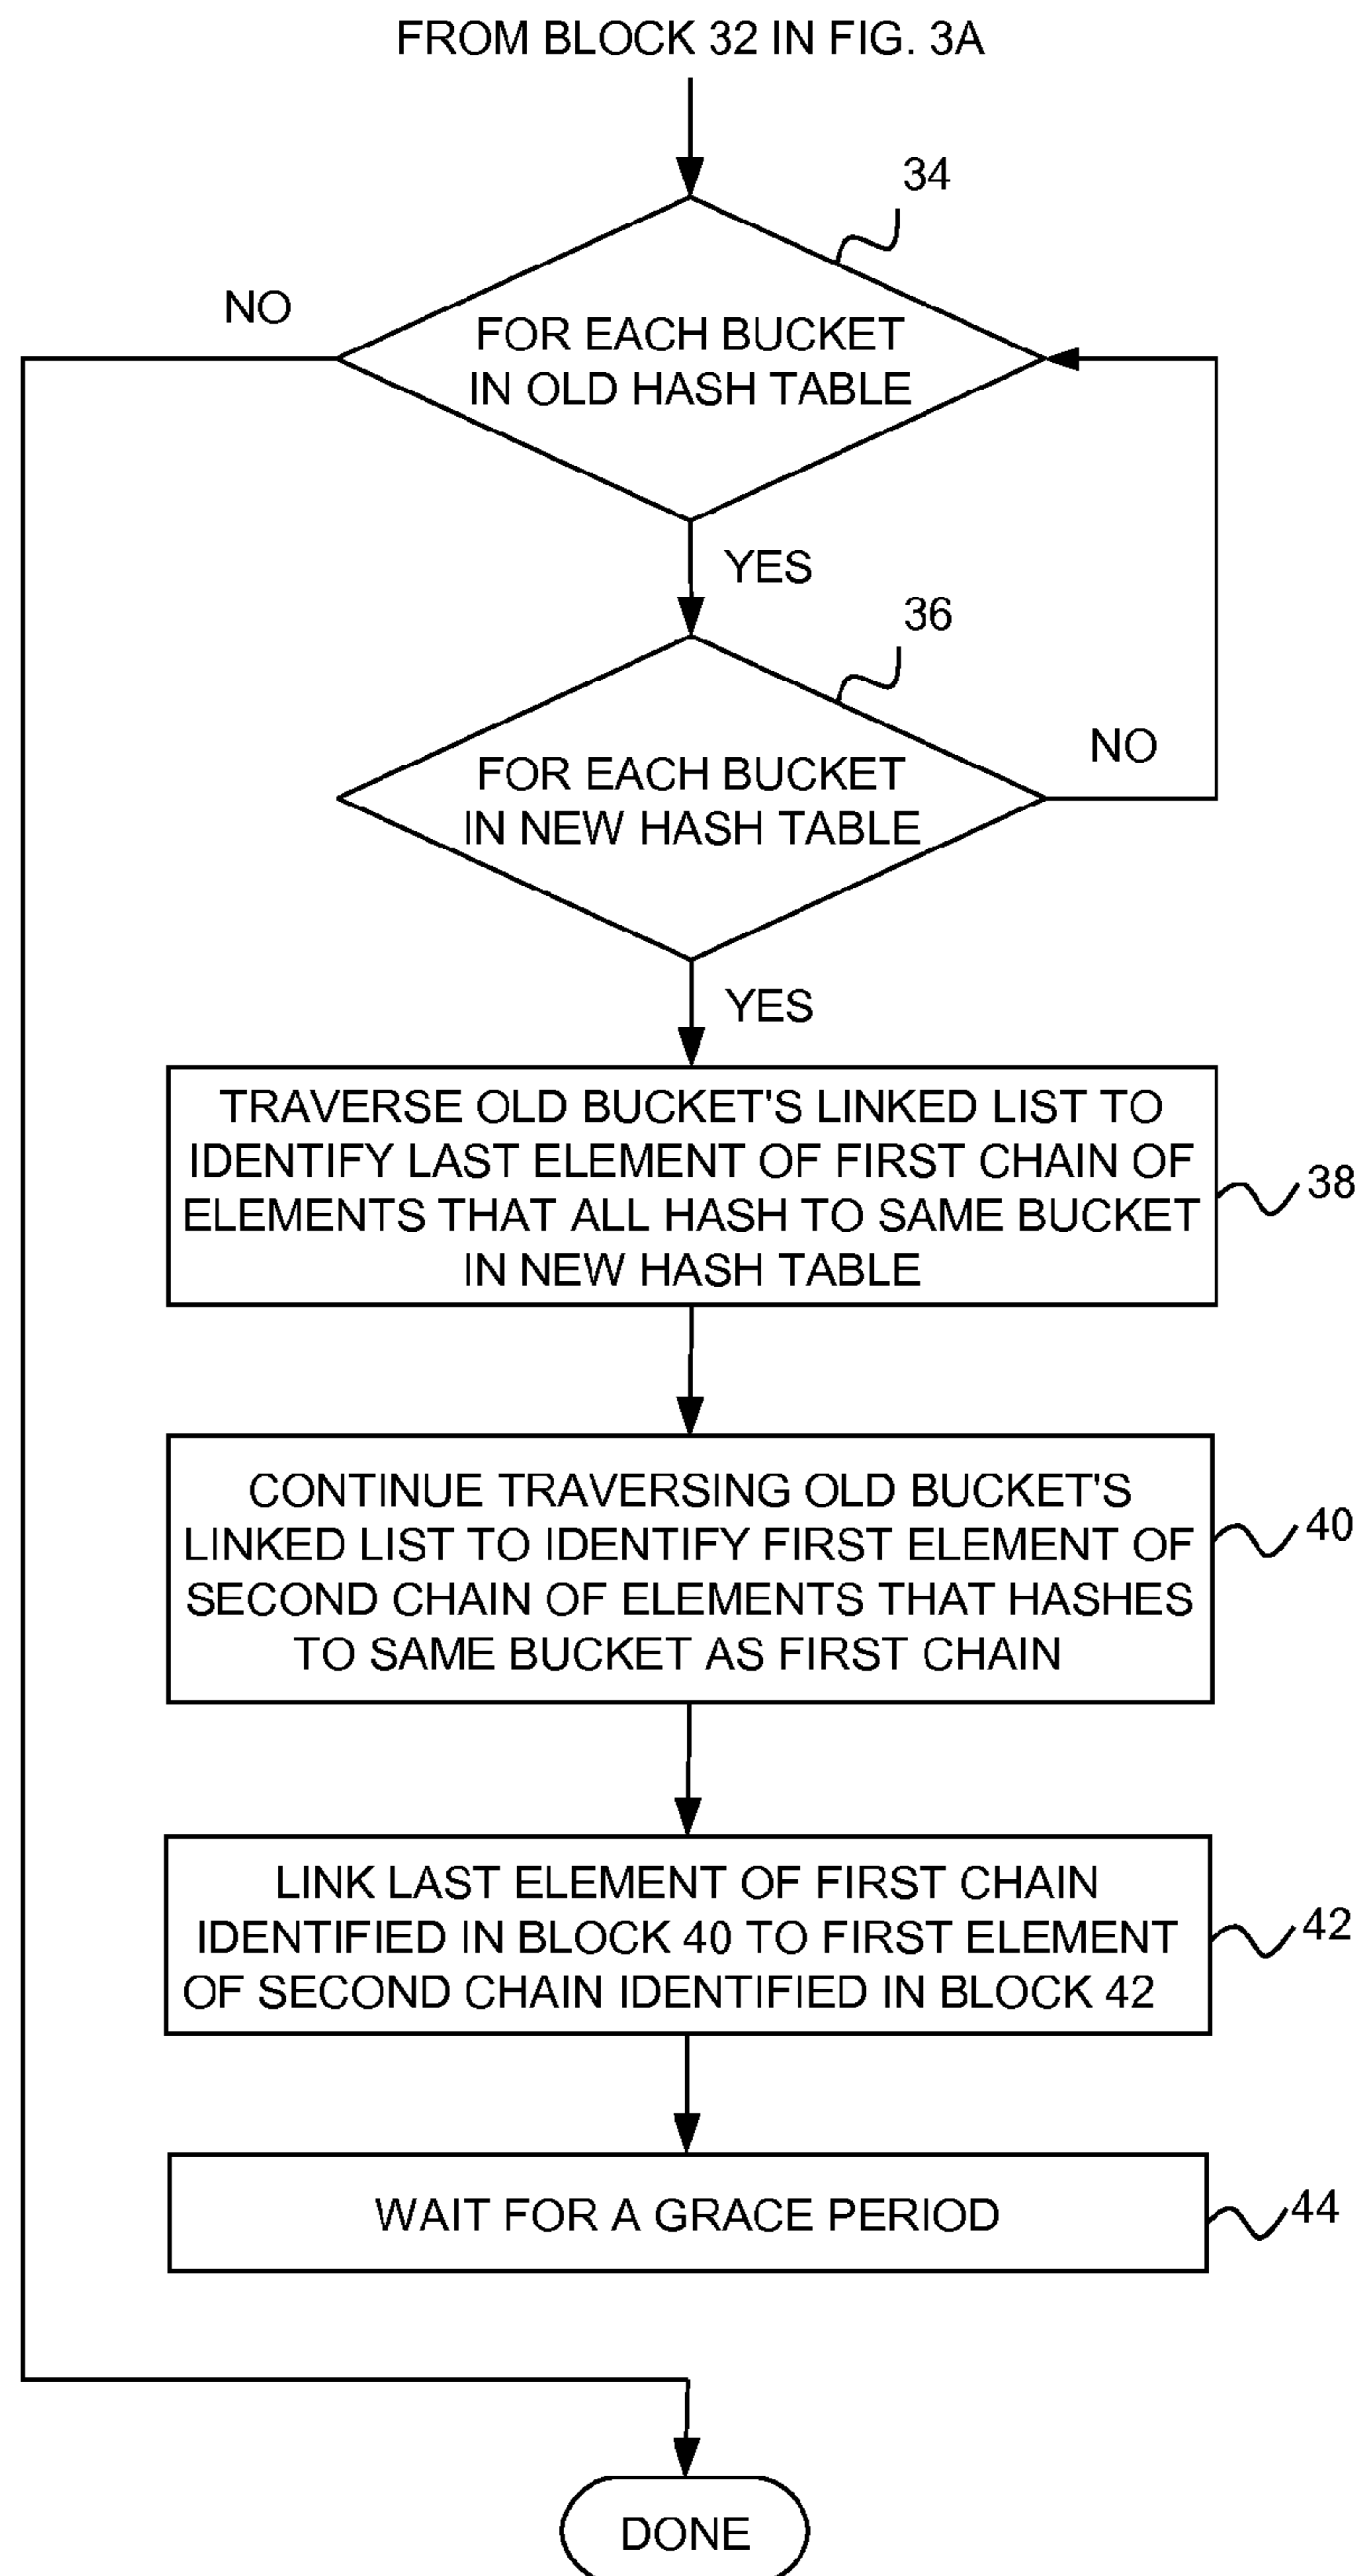 FROM BLOCK 32 IN FIG. 3A
34
NO
FOR EACH BUCKET
IN OLD HASH TABLE
YES
36
NO
FOR EACH BUCKET
IN NEW HASH TABLE
YES
TRAVERSE OLD BUCKET'S LINKED LIST TO
IDENTIFY LAST ELEMENT OF FIRST CHAIN OF
ELEMENTS THAT ALL HASH TO SAME BUCKET
IN NEW HASH TABLE
38
CONTINUE TRAVERSING OLD BUCKET'S
LINKED LIST TO IDENTIFY FIRST ELEMENT OF
SECOND CHAIN OF ELEMENTS THAT HASHES
TO SAME BUCKET AS FIRST CHAIN
40
LINK LAST ELEMENT OF FIRST CHAIN
IDENTIFIED IN BLOCK 40 TO FIRST ELEMENT
OF SECOND CHAIN IDENTIFIED IN BLOCK 42
42
WAIT FOR A GRACE PERIOD
44
DONE